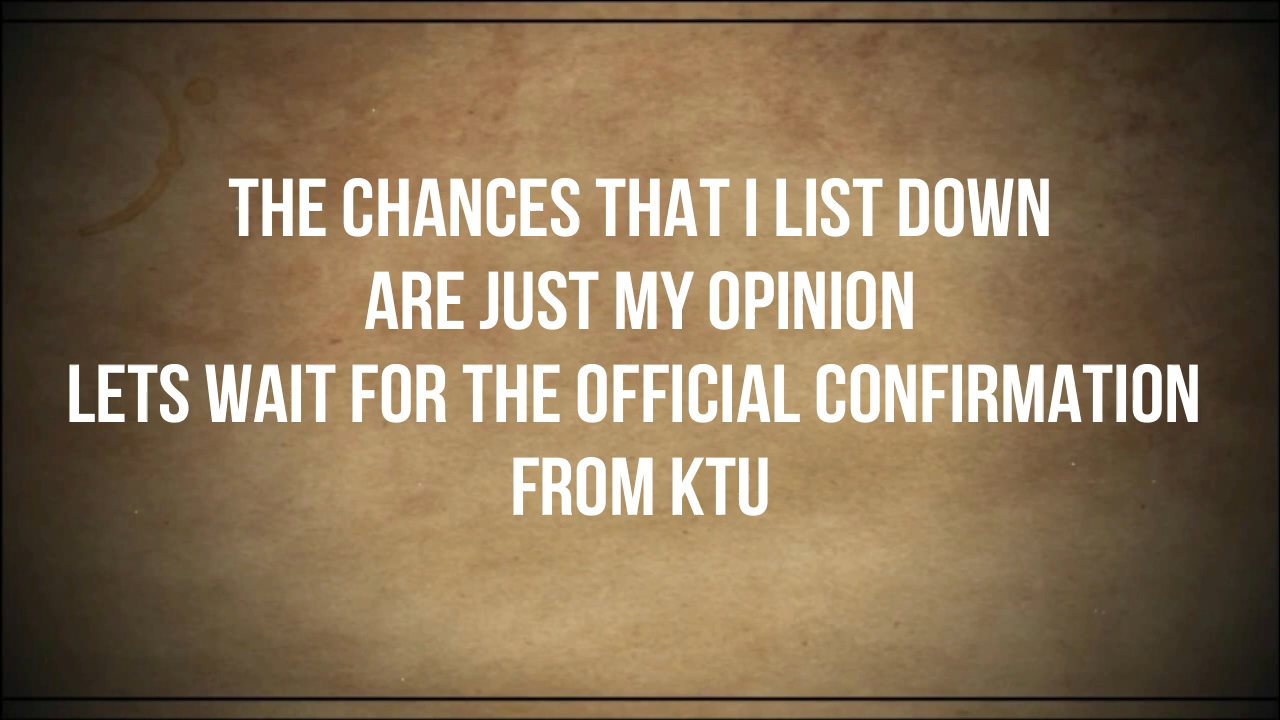 THE CHANCES THAT I LIST DOWN
ARE JUST MY OPINION
LETS WAIT FOR THE OFFICIAL CONFIRMATION
FROM KTU